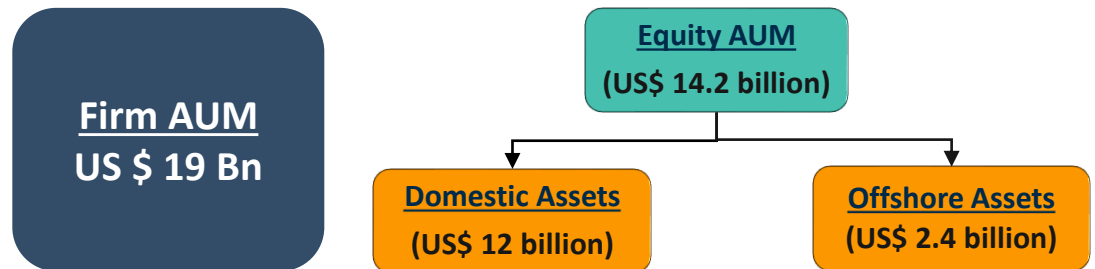 Firm AUM
US $ 19 Bn
Equity AUM
(US$ 14.2 billion)
Domestic Assets
(US$ 12 billion)
Offshore Assets
(US$ 2.4 billion)